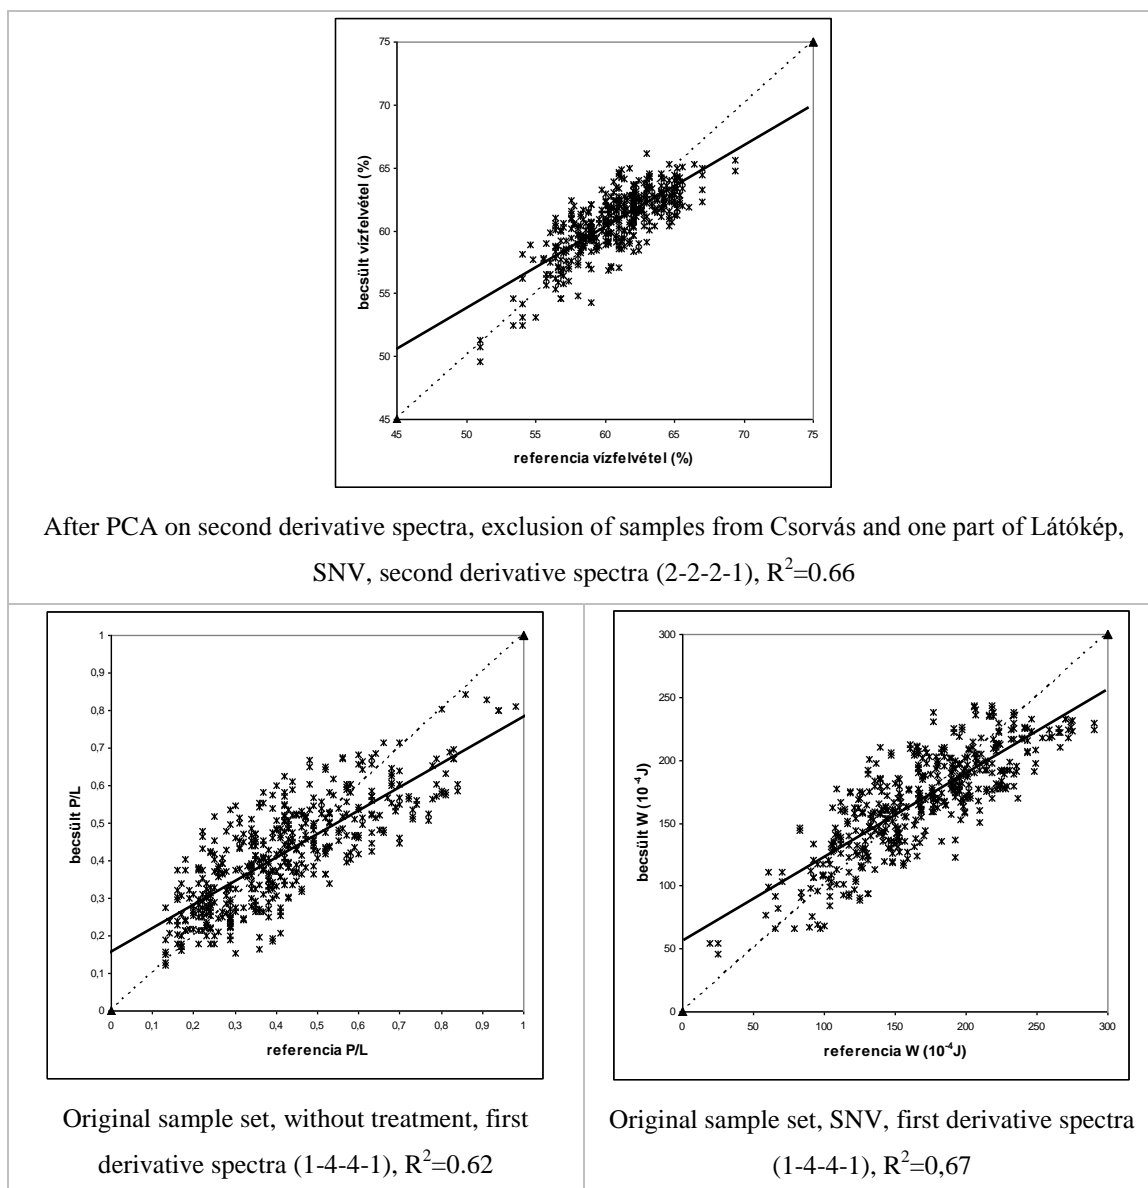 75
70
65
60
55
50
45
becsült vízfelvétel (%)
45 50 55 60 65 70 75
referencia vízfelvétel (%)
After PCA on second derivative spectra, exclusion of samples from Csorvás and one part of Látókép,
SNV, second derivative spectra (2-2-2-1), R²=0.66
1
0,9
0,8
0,7
0,6
0,5
0,4
0,3
0,2
0,1
0
becsült P/L
0 0,1 0,2 0,3 0,4 0,5 0,6 0,7 0,8 0,9 1
referencia P/L
Original sample set, without treatment, first
derivative spectra (1-4-4-1), R²=0.62
300
250
200
150
100
50
0
becsült W (10⁻⁴J)
0 50 100 150 200 250 300
referencia W (10⁻⁴J)
Original sample set, SNV, first derivative spectra
(1-4-4-1), R²=0,67